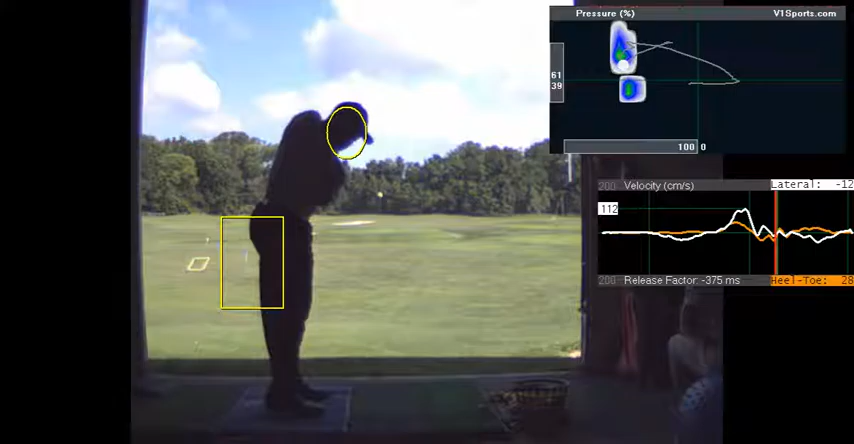 Pressure (%) V1Sports.com
61
39
100 0
200 Velocity (cm/s) Lateral: -12
112
200 Release Factor: -375 ms Heel-Toe: 28